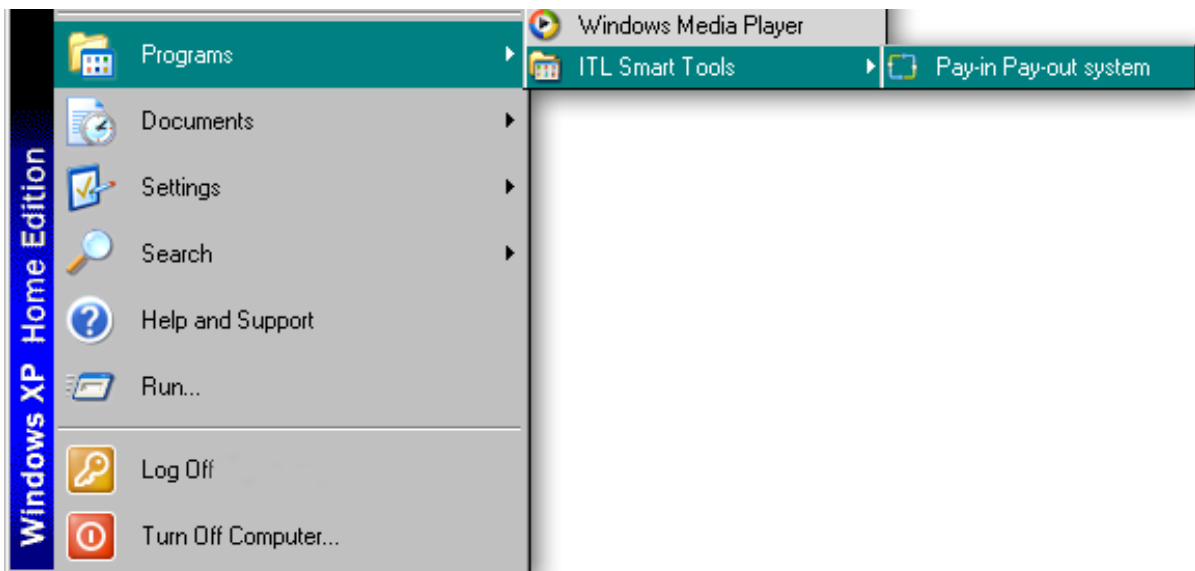 Windows Media Player
Programs
ITL Smart Tools
Pay-in Pay-out system
Documents
Settings
Search
Help and Support
Run...
Log Off
Turn Off Computer...
Windows XP Home Edition